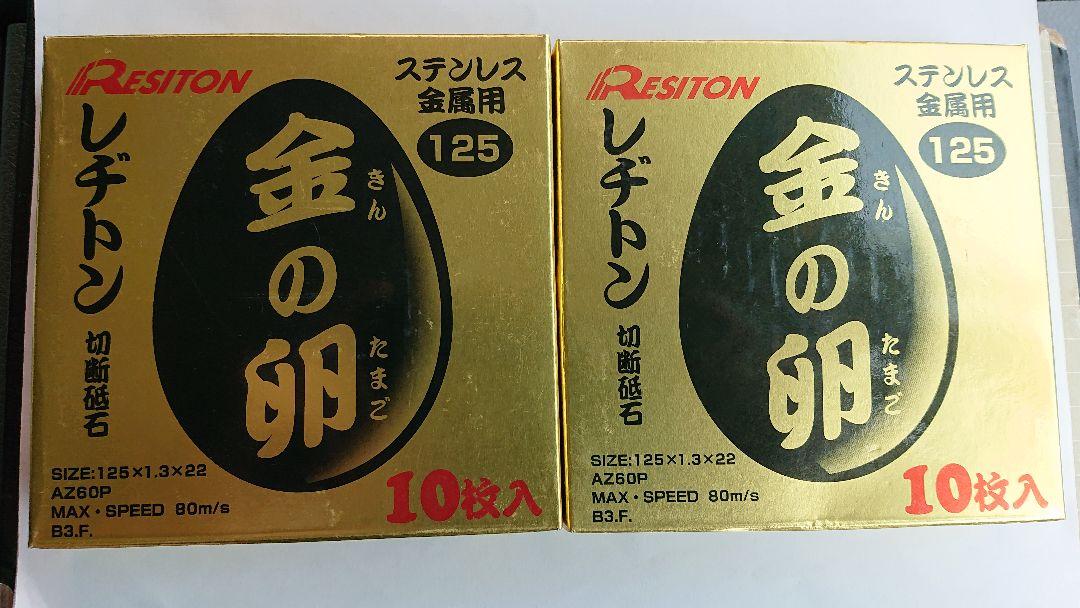 RESITON
ステンレス
金属用
125
レヂトン
切断砥石
金の卵
きん
たまご
SIZE:125×1.3×22
AZ60P
MAX・SPEED 80m/s
B3.F.
10枚入
RESITON
ステンレス
金属用
125
レヂトン
切断砥石
金の卵
きん
たまご
SIZE:125×1.3×22
AZ60P
MAX・SPEED 80m/s
B3.F.
10枚入